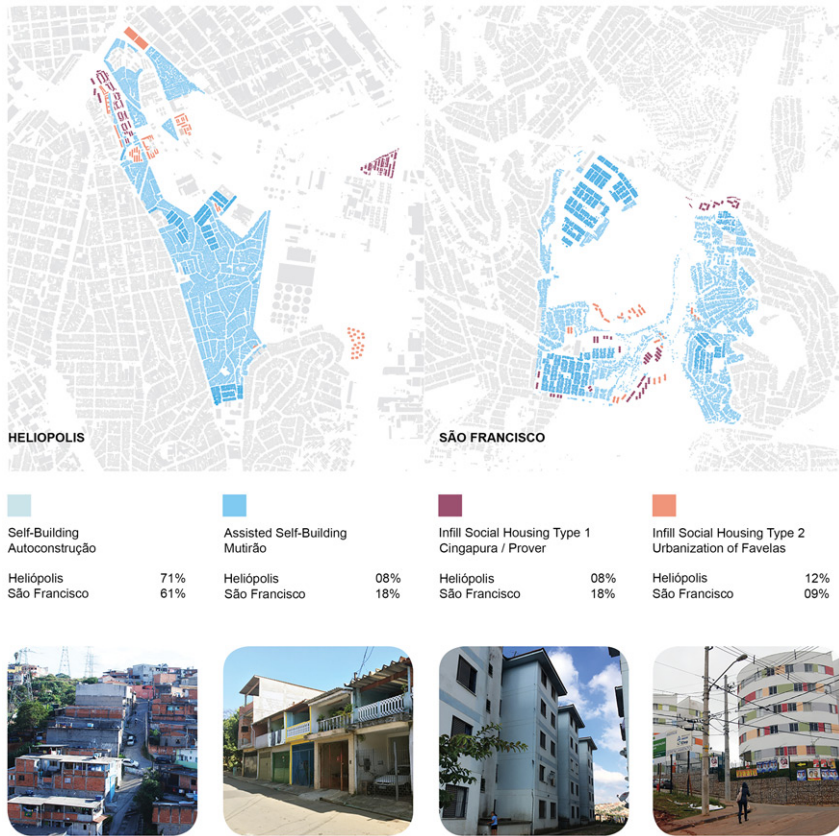 HELIOPOLIS
SÃO FRANCISCO
Self-Building
Autoconstrução
Heliópolis 71%
São Francisco 61%
Assisted Self-Building
Mutirão
Heliópolis 08%
São Francisco 18%
Infill Social Housing Type 1
Cingapura / Prover
Heliópolis 08%
São Francisco 18%
Infill Social Housing Type 2
Urbanization of Favelas
Heliópolis 12%
São Francisco 09%